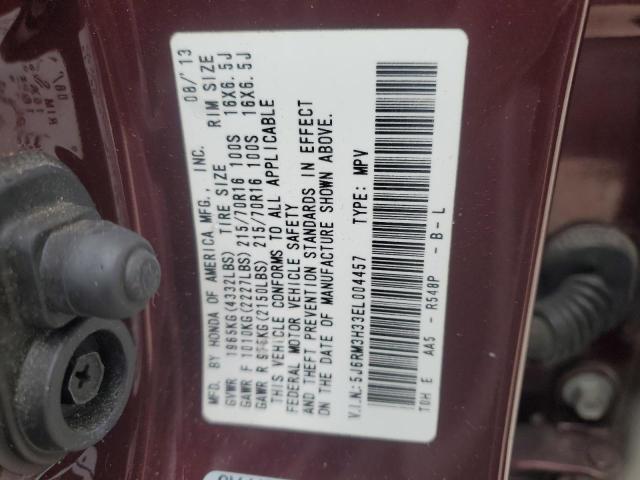 MFD. BY HONDA OF AMERICA MFG., INC. 08/'13
GVWR 1965KG(4332LBS) TIRE SIZE RIM SIZE
GAWR F 1010KG(2227LBS) 215/70R16 100S 16X6.5J
GAWR R 975KG(2150LBS) 215/70R16 100S 16X6.5J
THIS VEHICLE CONFORMS TO ALL APPLICABLE
FEDERAL MOTOR VEHICLE SAFETY
AND THEFT PREVENTION STANDARDS IN EFFECT
ON THE DATE OF MANUFACTURE SHOWN ABOVE.
V.I.N.:5J6RM3H33EL004457 TYPE: MPV
TDH E AA5 - R548P - B - L